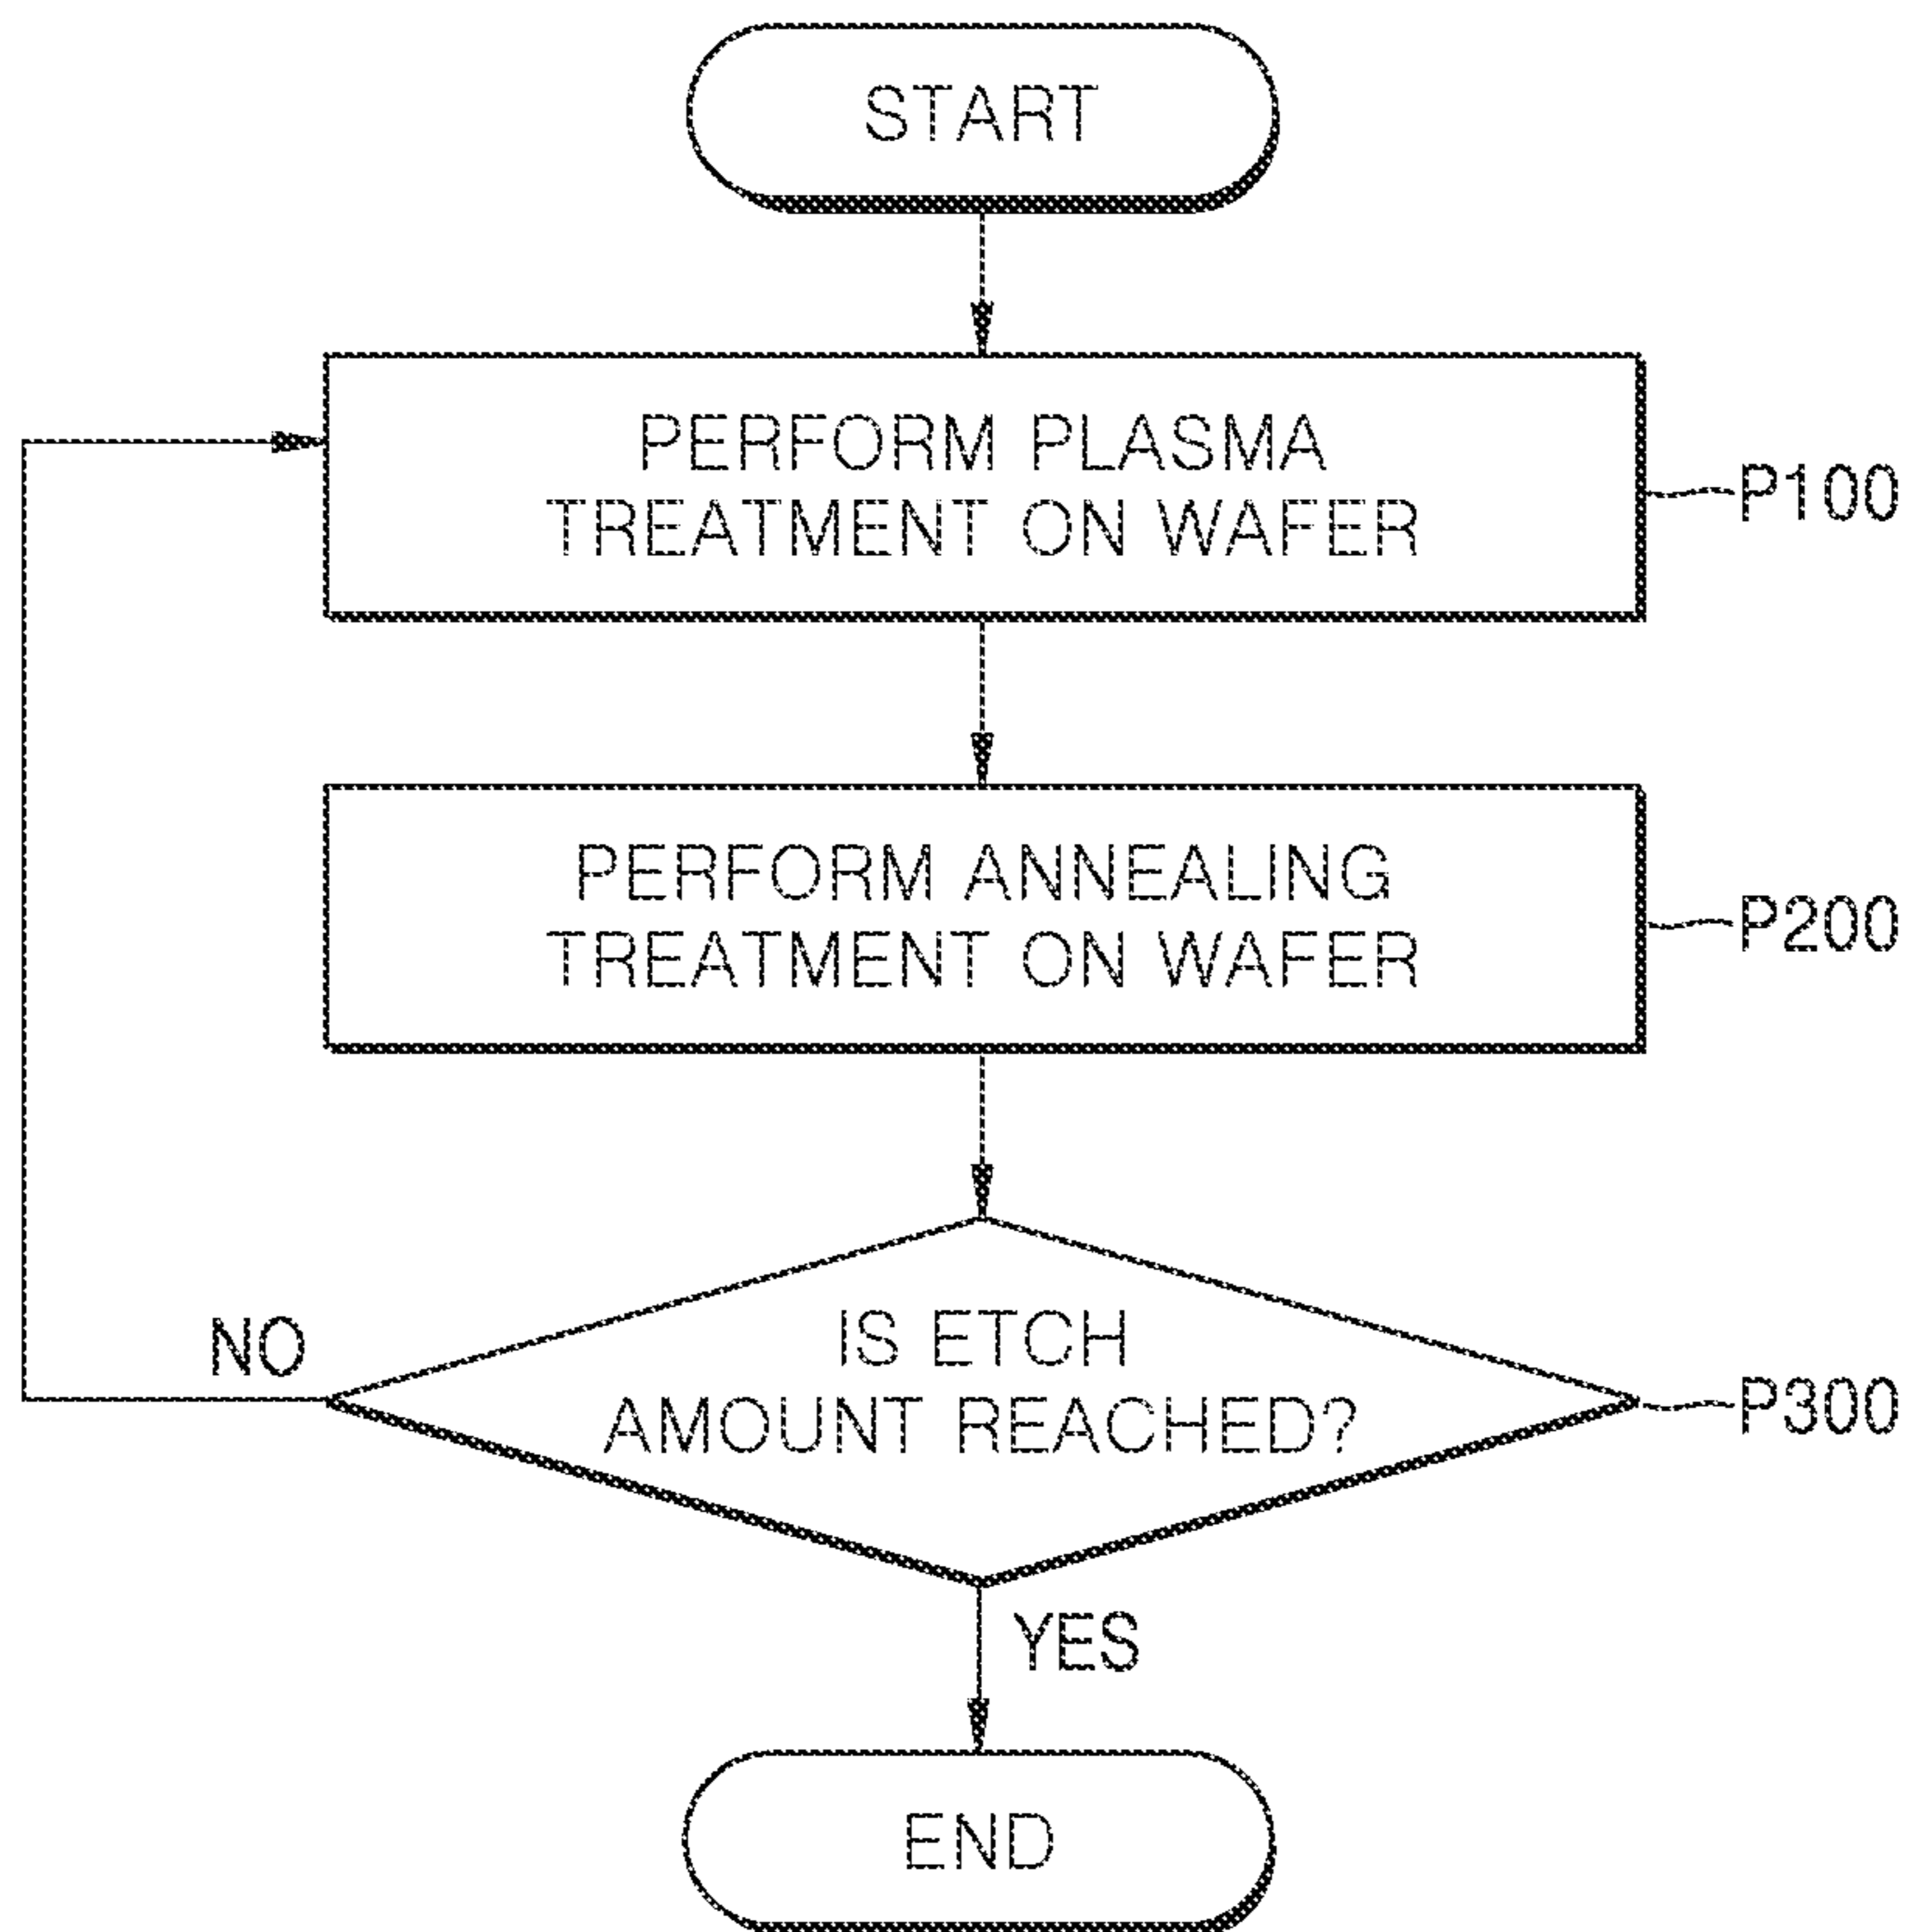 START
PERFORM PLASMA
TREATMENT ON WAFER
P100
PERFORM ANNEALING
TREATMENT ON WAFER
P200
IS ETCH
AMOUNT REACHED?
P300
NO
YES
END